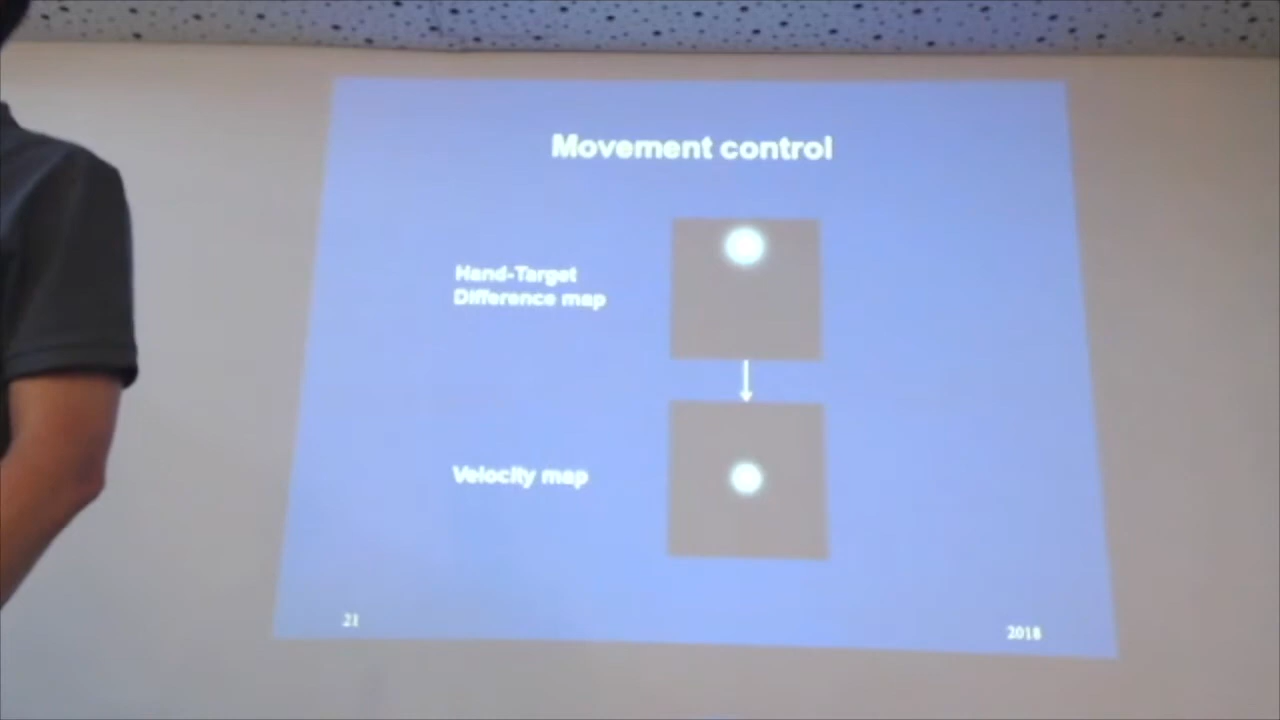 Movement control
Hand-Target
Difference map
Velocity map
21
2018